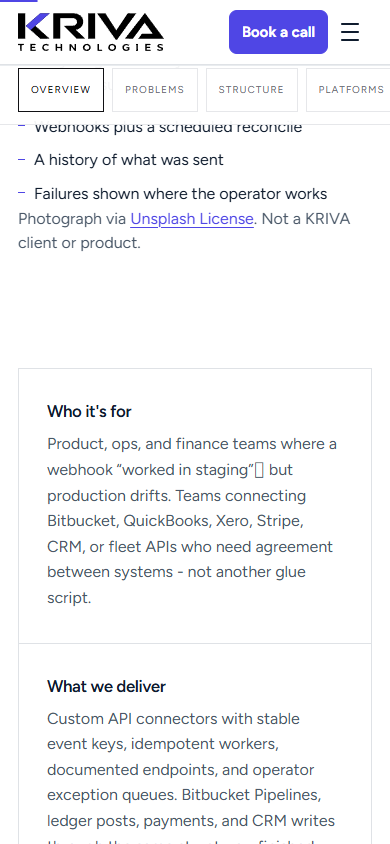 KRIVA
TECHNOLOGIES
Book a call
OVERVIEW
PROBLEMS
STRUCTURE
PLATFORMS
Webhooks plus a scheduled reconcile
A history of what was sent
Failures shown where the operator works
Photograph via Unsplash License. Not a KRIVA
client or product.
Who it's for
Product, ops, and finance teams where a
webhook “worked in staging” but
production drifts. Teams connecting
Bitbucket, QuickBooks, Xero, Stripe,
CRM, or fleet APIs who need agreement
between systems - not another glue
script.
What we deliver
Custom API connectors with stable
event keys, idempotent workers,
documented endpoints, and operator
exception queues. Bitbucket Pipelines,
ledger posts, payments, and CRM writes